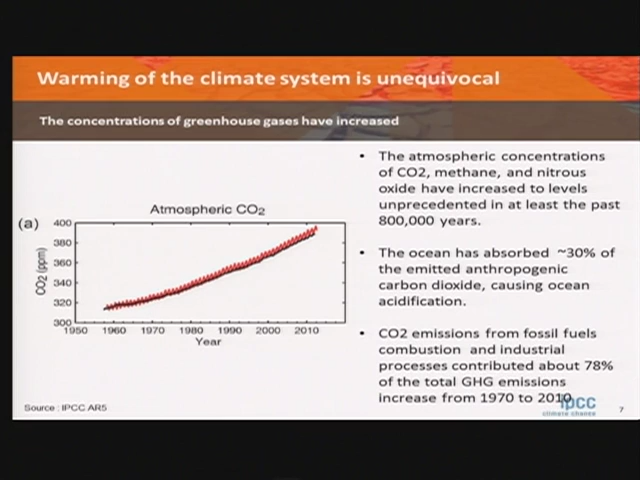 Warming of the climate system is unequivocal
The concentrations of greenhouse gases have increased
• The atmospheric concentrations
of CO2, methane, and nitrous
oxide have increased to levels
unprecedented in at least the past
800,000 years.
• The ocean has absorbed ~30% of
the emitted anthropogenic
carbon dioxide, causing ocean
acidification.
• CO2 emissions from fossil fuels
combustion and industrial
processes contributed about 78%
of the total GHG emissions
increase from 1970 to 2010
(a)
Atmospheric CO2
CO2 (ppm)
400
380
360
340
320
300
1950 1960 1970 1980 1990 2000 2010
Year
Source : IPCC AR5
ipcc
climate change
7